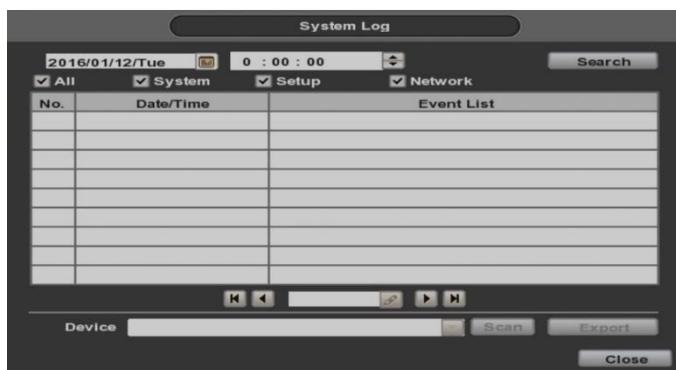 System Log
2016/01/12/Tue 0 : 00 : 00 Search
All System Setup Network
No. Date/Time Event List
Device Scan Export
Close